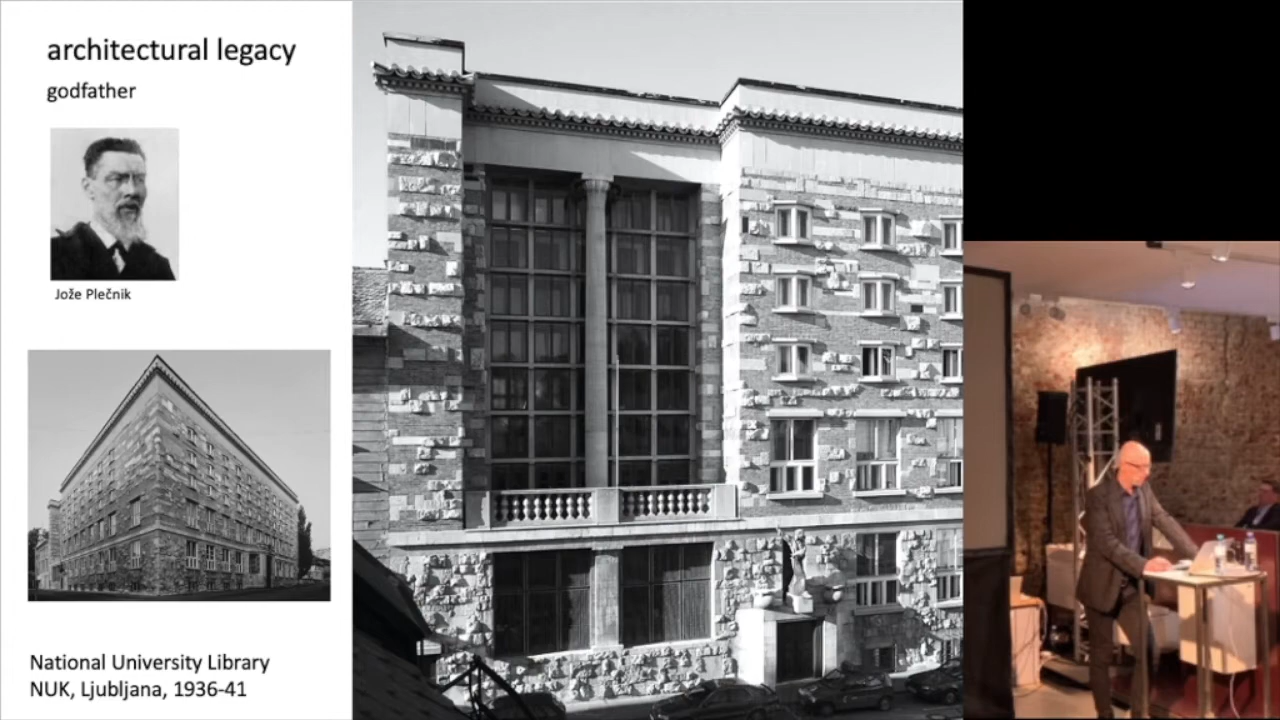 architectural legacy
godfather
Jože Plečnik
National University Library
NUK, Ljubljana, 1936-41